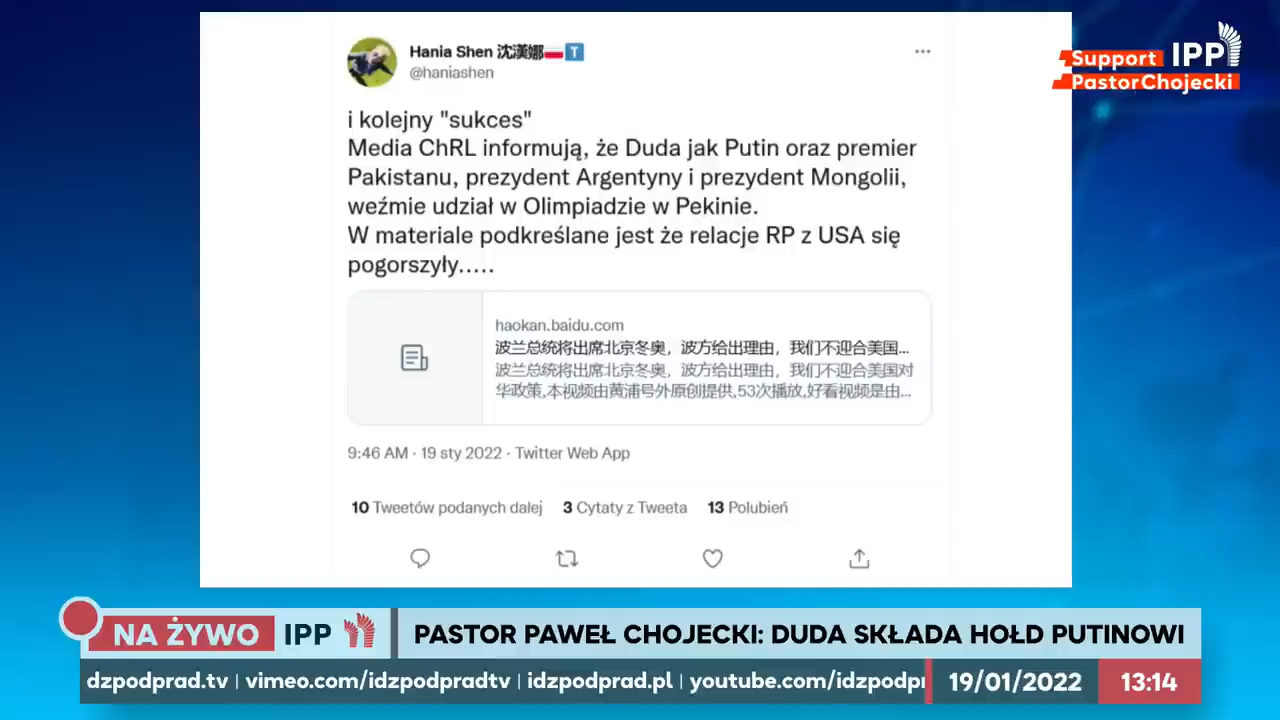 Hania Shen 沈漢娜🇵🇱🇹
@haniashen
Support IPP
PastorChojecki
i kolejny "sukces"
Media ChRL informują, że Duda jak Putin oraz premier
Pakistanu, prezydent Argentyny i prezydent Mongolii,
weźmie udział w Olimpiadzie w Pekinie.
W materiale podkreślane jest że relacje RP z USA się
pogorszyły.....
haokan.baidu.com
波兰总统将出席北京冬奥，波方给出理由，我们不迎合美国...
波兰总统将出席北京冬奥，波方给出理由，我们不迎合美国对
华政策,本视频由黄浦号外原创提供,53次播放,好看视频是由...
9:46 AM · 19 sty 2022 · Twitter Web App
10 Tweetów podanych dalej 3 Cytaty z Tweeta 13 Polubień
NA ŻYWO IPP PASTOR PAWEŁ CHOJECKI: DUDA SKŁADA HOŁD PUTINOWI
dzpodprad.tv | vimeo.com/idzpodpradtv | idzpodprad.pl | youtube.com/idzpodpr 19/01/2022 13:14